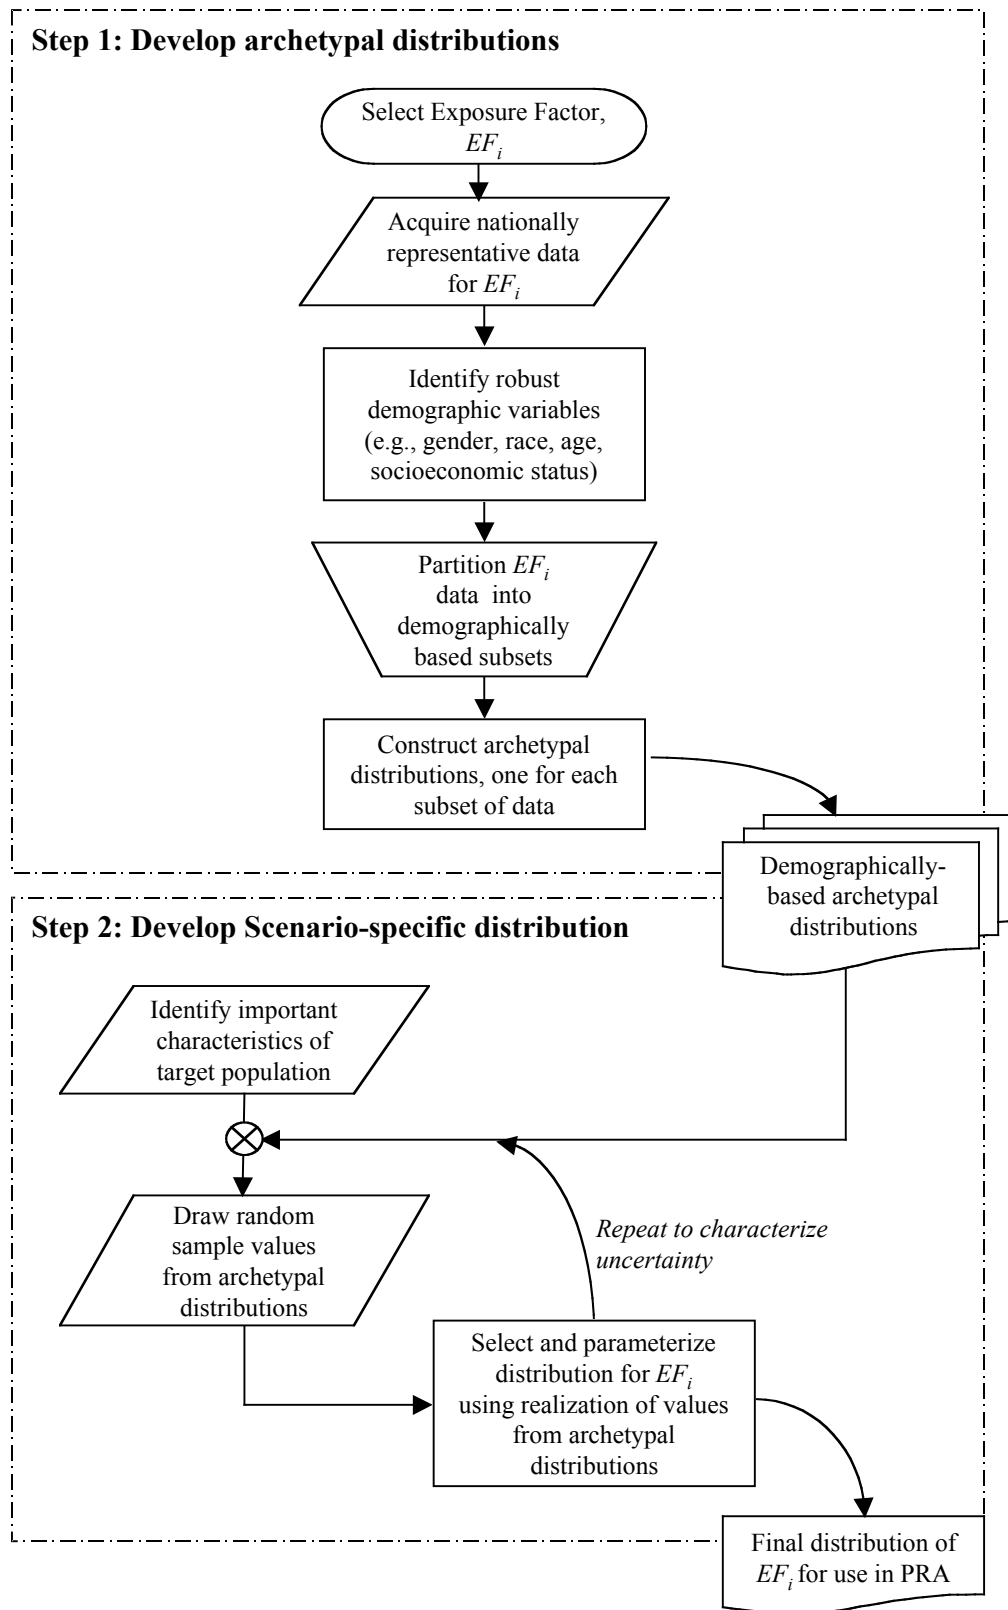 Step 1: Develop archetypal distributions
Select Exposure Factor,
EFi
Acquire nationally
representative data
for EFi
Identify robust
demographic variables
(e.g., gender, race, age,
socioeconomic status)
Partition EFi
data into
demographically
based subsets
Construct archetypal
distributions, one for each
subset of data
Demographically-
based archetypal
distributions
Step 2: Develop Scenario-specific distribution
Identify important
characteristics of
target population
Draw random
sample values
from archetypal
distributions
Repeat to characterize
uncertainty
Select and parameterize
distribution for EFi
using realization of values
from archetypal
distributions
Final distribution of
EFi for use in PRA